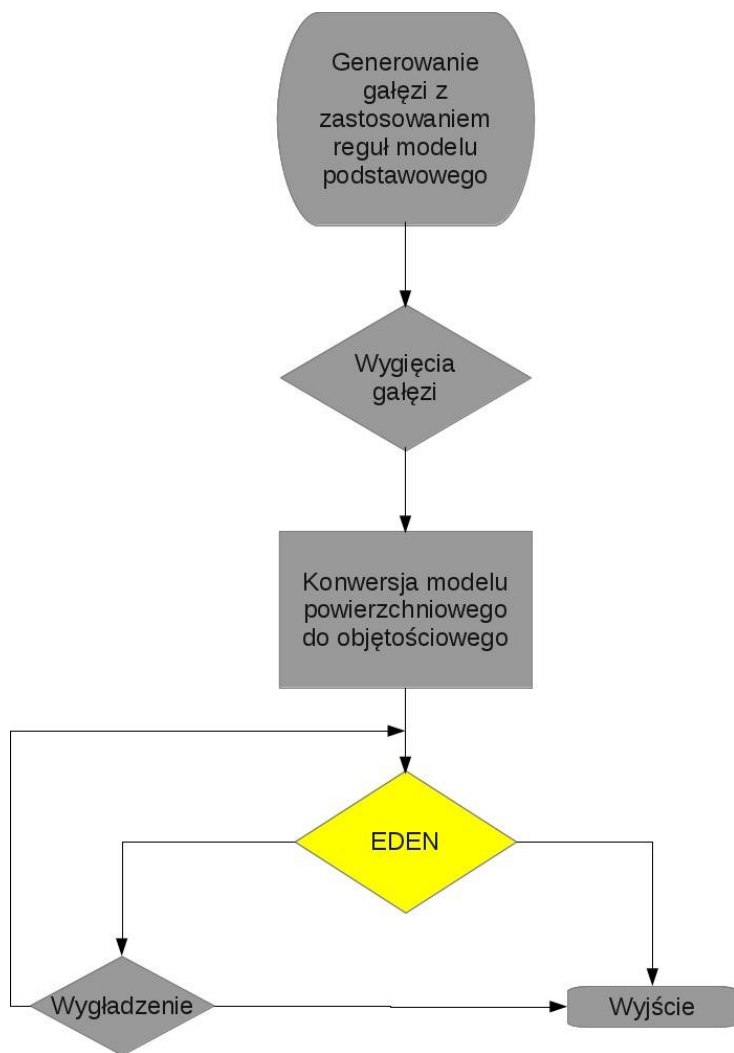 Generowanie
gałęzi z
zastosowaniem
reguł modelu
podstawowego
Wygięcia
gałęzi
Konwersja modelu
powierzchniowego
do objętościowego
EDEN
Wygładzenie
Wyjście